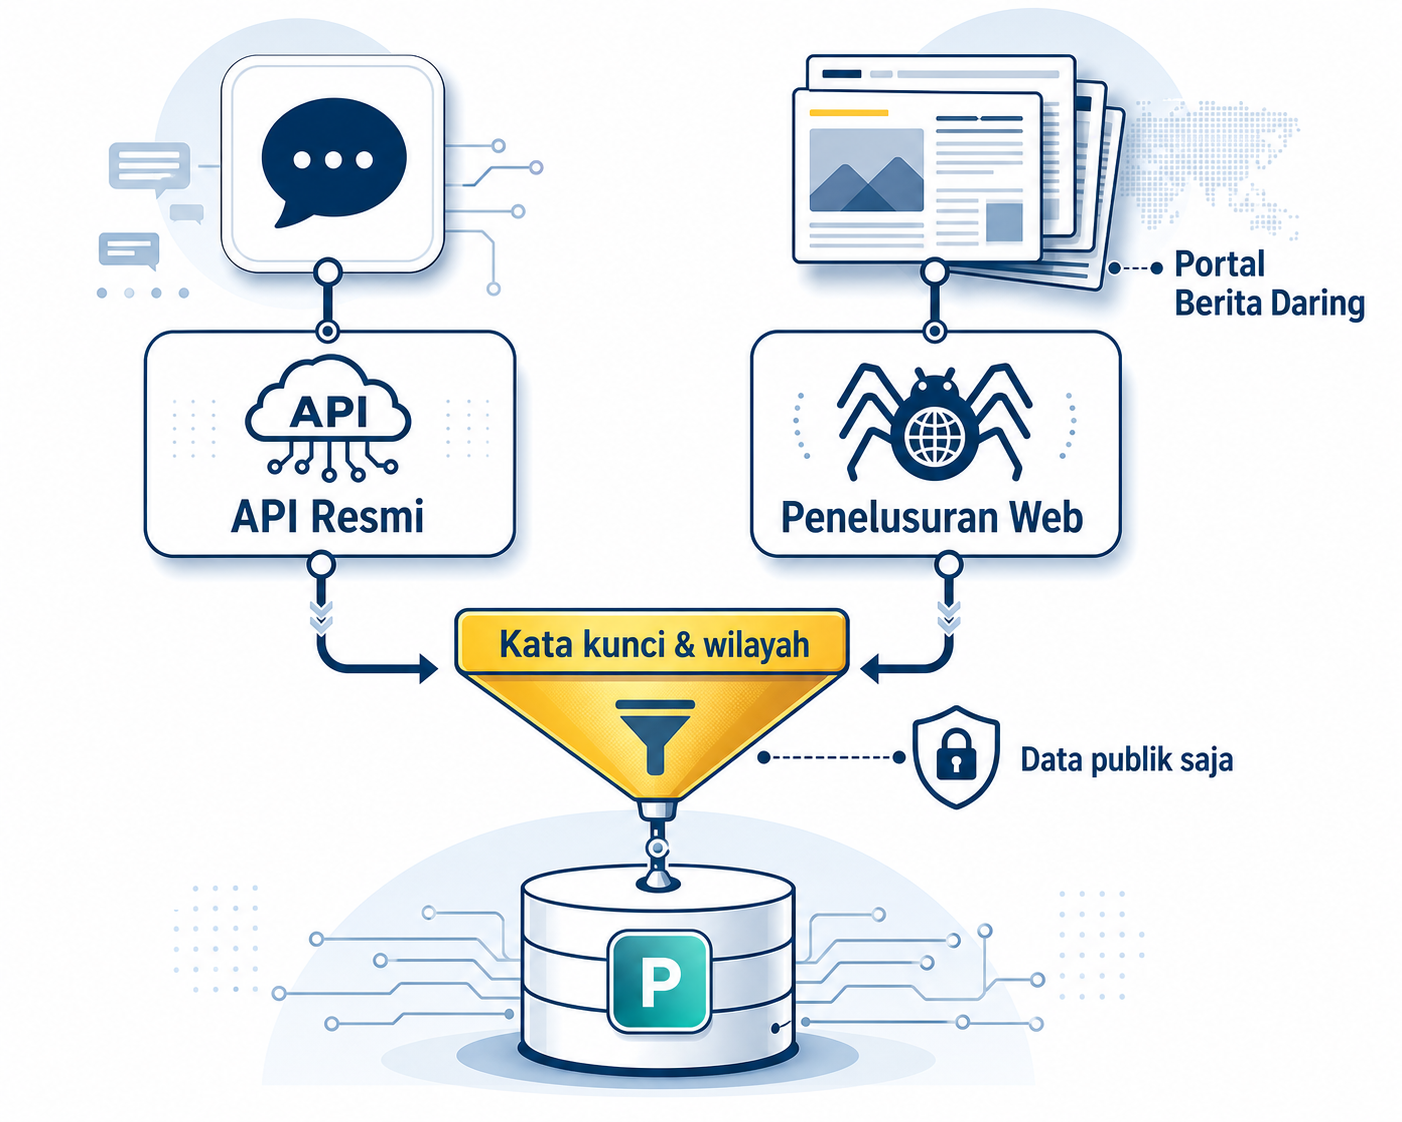 Portal
Berita Daring
API
API Resmi
Penelusuran Web
Kata kunci & wilayah
Data publik saja
P